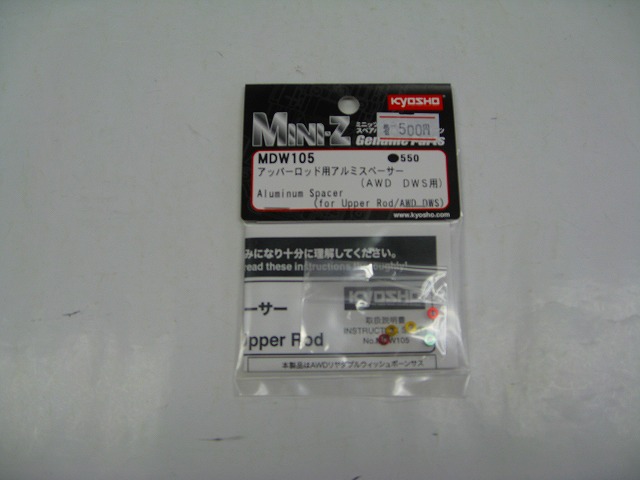 KYOSHO
MINI-Z
500円
Genuine Parts
MDW105 ●550
アッパーロッド用アルミスペーサー
(AWD DWS用)
Aluminum Spacer
(for Upper Rod/AWD DWS)
www.kyosho.com
みになり十分に理解してください。
read these instructions thoroughly!
KYOSHO
ーサー
取扱説明書
Upper Rod
本製品はAWDリヤダブルウィッシュボーンサス